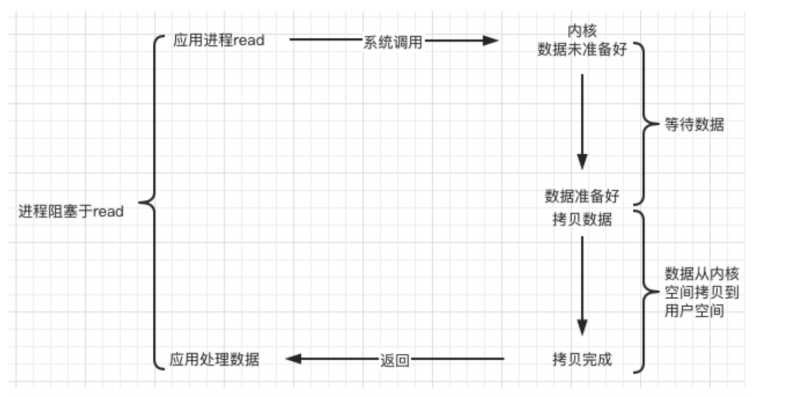 应用进程read
系统调用
内核
数据未准备好
等待数据
进程阻塞于read
数据准备好
拷贝数据
数据从内核
空间拷贝到
用户空间
应用处理数据
返回
拷贝完成